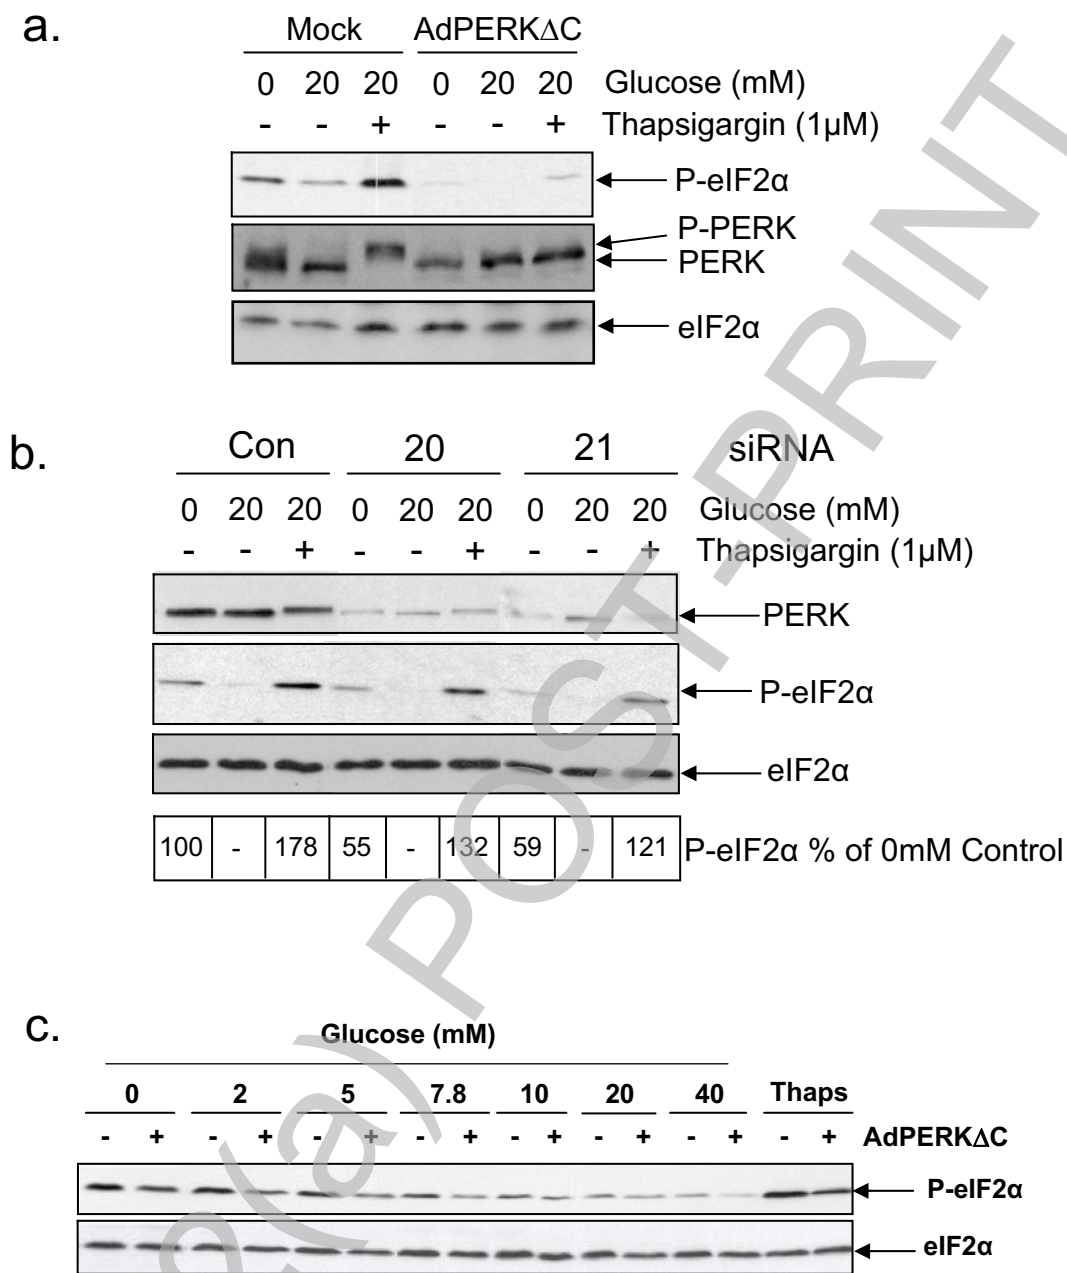 a.
Mock AdPERKΔC
0 20 20 0 20 20 Glucose (mM)
- - + - - + Thapsigargin (1µM)
P-eIF2α
P-PERK
PERK
eIF2α
b.
Con 20 21 siRNA
0 20 20 0 20 20 0 20 20 Glucose (mM)
- - + - - + - - + Thapsigargin (1µM)
PERK
P-eIF2α
eIF2α
100 - 178 55 - 132 59 - 121 P-eIF2α % of 0mM Control
c.
Glucose (mM)
0 2 5 7.8 10 20 40 Thaps
- + - + - + - + - + - + - + - + AdPERKΔC
P-eIF2α
eIF2α
2(a) POST-PRINT